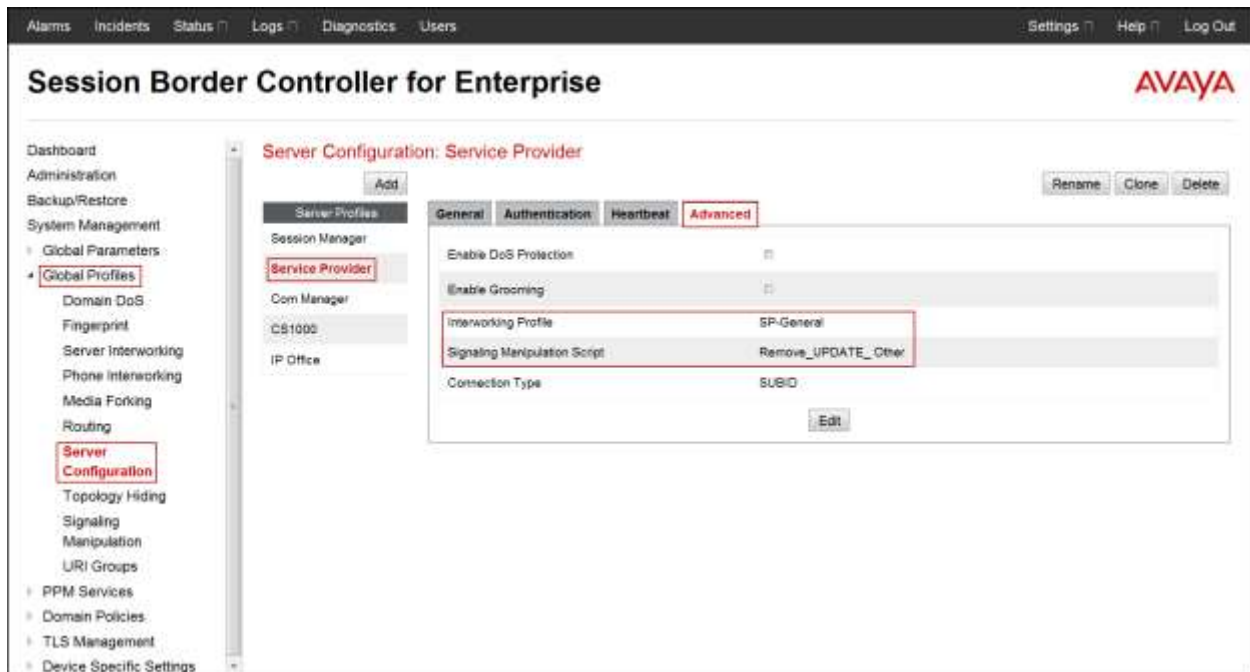 Alarms Incidents Status Logs Diagnostics Users Settings Help Log Out
Session Border Controller for Enterprise
AVAYA
Dashboard
Administration
Backup/Restore
System Management
Global Parameters
Global Profiles
Domain DoS
Fingerprint
Server Interworking
Phone Interworking
Media Forking
Routing
Server
Configuration
Topology Hiding
Signaling
Manipulation
URI Groups
PPM Services
Domain Policies
TLS Management
Device Specific Settings
Server Configuration: Service Provider
Add
Rename Clone Delete
Server Profiles
Session Manager
Service Provider
Com Manager
CS1000
IP Office
General Authentication Heartbeat Advanced
Enable DoS Protection
Enable Grooming
Interworking Profile SP-General
Signaling Manipulation Script Remove_UPDATE_ Other
Connection Type SUBID
Edit